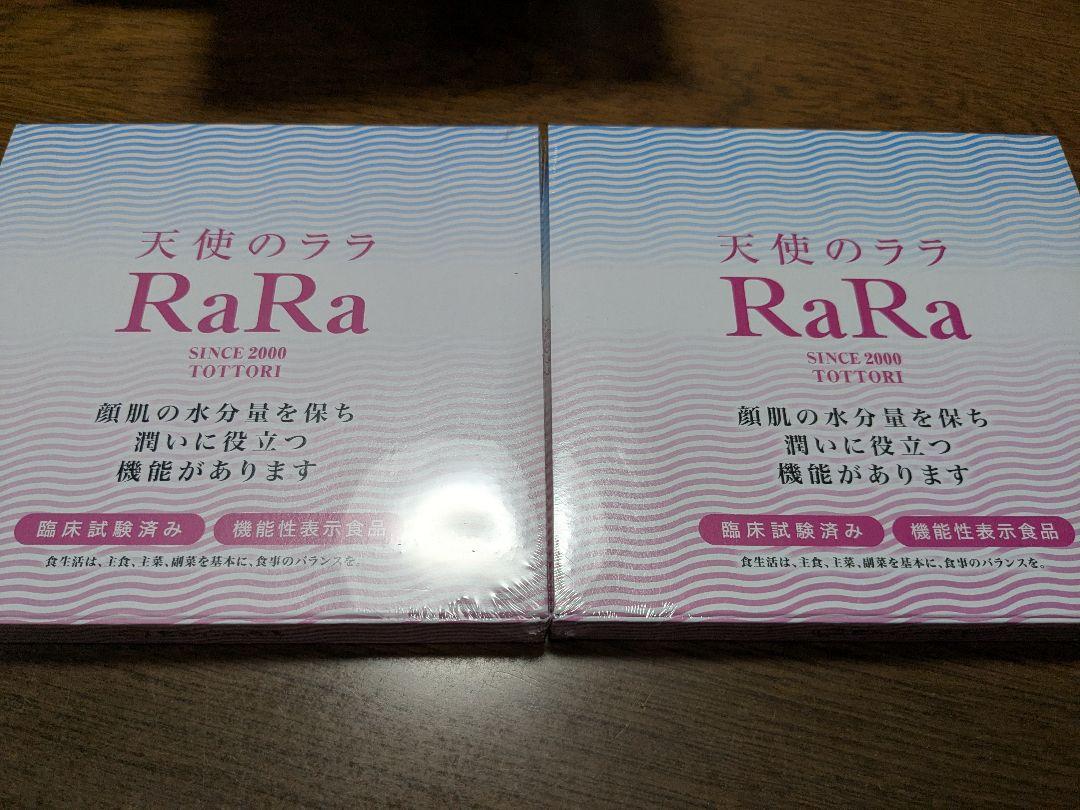 天使のララ
RaRa
SINCE 2000
TOTTORI
顔肌の水分量を保ち
潤いに役立つ
機能があります
臨床試験済み
機能性表示食品
食生活は、主食、主菜、副菜を基本に、食事のバランスを。
天使のララ
RaRa
SINCE 2000
TOTTORI
顔肌の水分量を保ち
潤いに役立つ
機能があります
臨床試験済み
機能性表示食品
食生活は、主食、主菜、副菜を基本に、食事のバランスを。